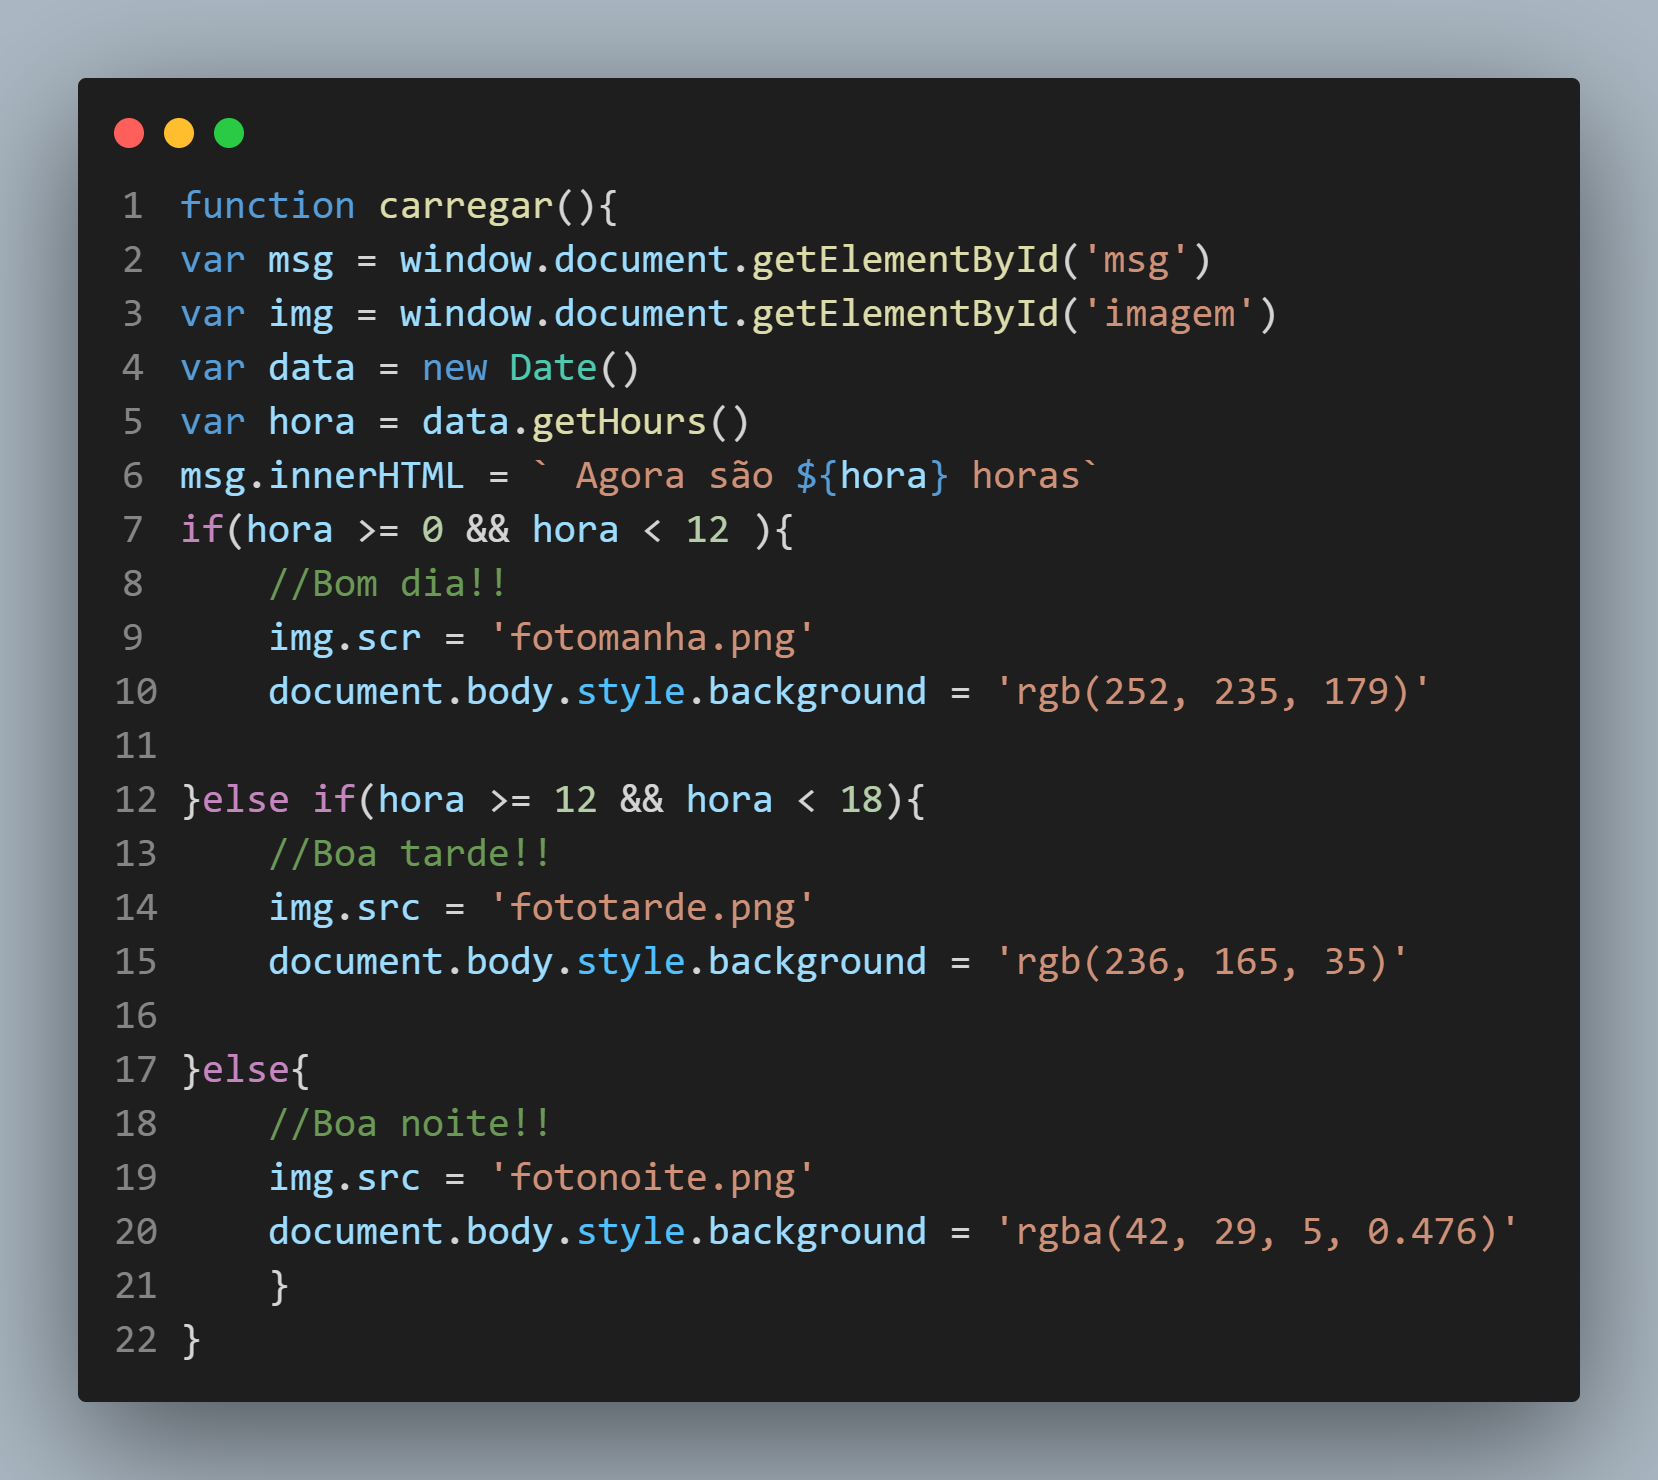 1 function carregar(){
2 var msg = window.document.getElementById('msg')
3 var img = window.document.getElementById('imagem')
4 var data = new Date()
5 var hora = data.getHours()
6 msg.innerHTML = ` Agora são ${hora} horas`
7 if(hora >= 0 && hora < 12 ){
8     //Bom dia!!
9     img.scr = 'fotomanha.png'
10     document.body.style.background = 'rgb(252, 235, 179)'
11
12 }else if(hora >= 12 && hora < 18){
13     //Boa tarde!!
14     img.src = 'fototarde.png'
15     document.body.style.background = 'rgb(236, 165, 35)'
16
17 }else{
18     //Boa noite!!
19     img.src = 'fotonoite.png'
20     document.body.style.background = 'rgba(42, 29, 5, 0.476)'
21     }
22 }